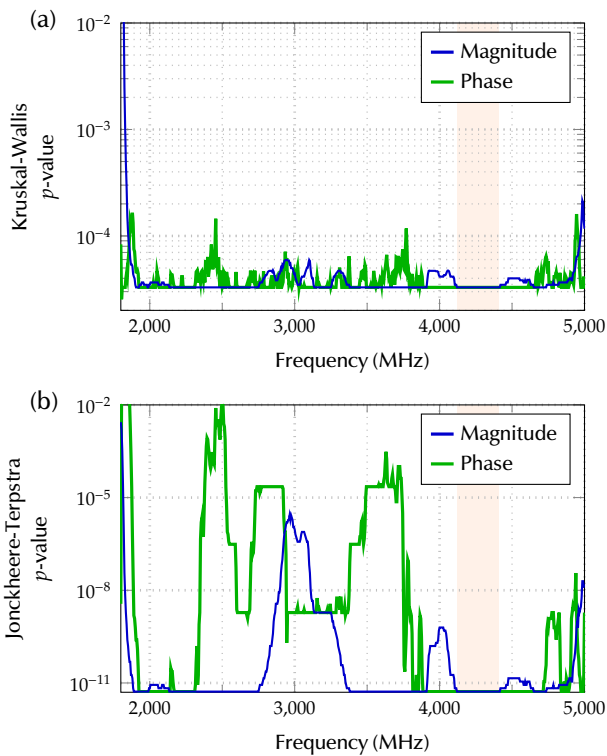 (a)
10⁻²
10⁻³
10⁻⁴
Kruskal-Wallis
p-value
Magnitude
Phase
2,000 3,000 4,000 5,000
Frequency (MHz)
(b)
10⁻²
10⁻⁵
10⁻⁸
10⁻¹¹
Jonckheere-Terpstra
p-value
Magnitude
Phase
2,000 3,000 4,000 5,000
Frequency (MHz)